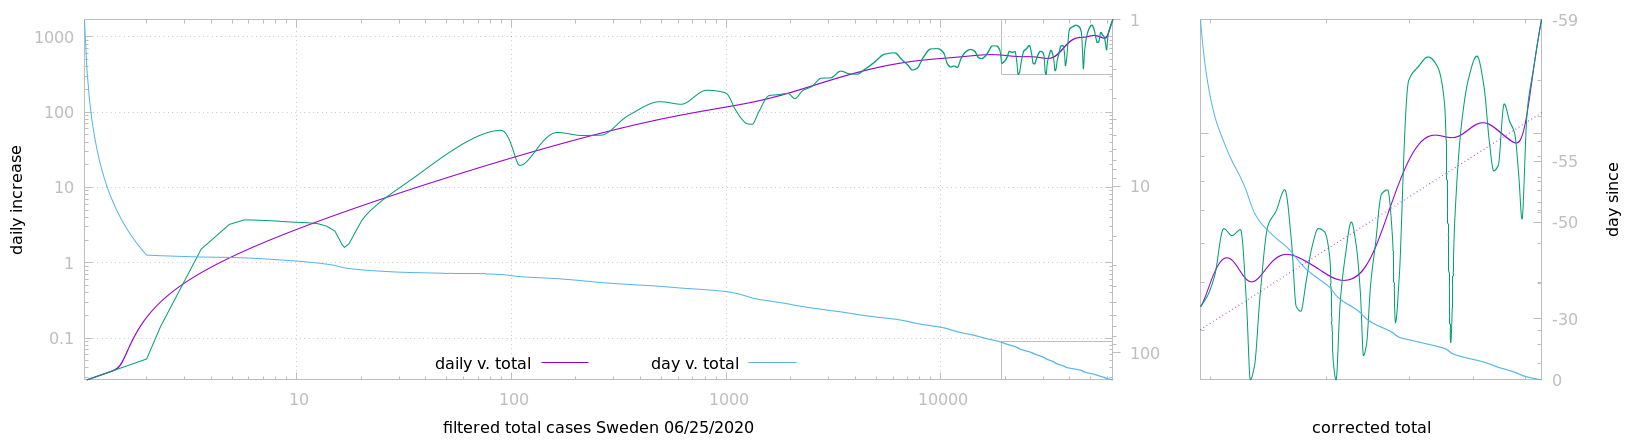 daily increase
1000
100
10
1
0.1
10
100
1000
10000
1
10
100
daily v. total
day v. total
filtered total cases Sweden 06/25/2020
-59
-55
-50
-30
0
day since
corrected total